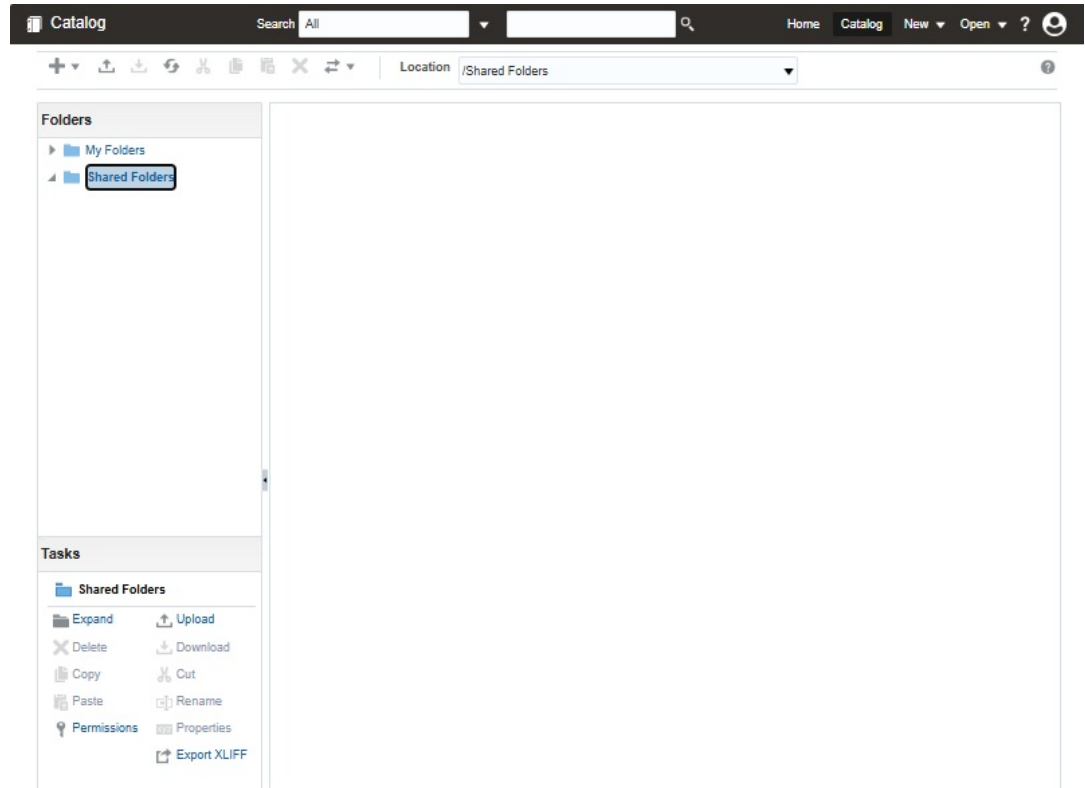 Catalog Search All Home Catalog New Open ?
Location /Shared Folders ?
Folders
My Folders
Shared Folders
Tasks
Shared Folders
Expand Upload
Delete Download
Copy Cut
Paste Rename
Permissions Properties
Export XLIFF